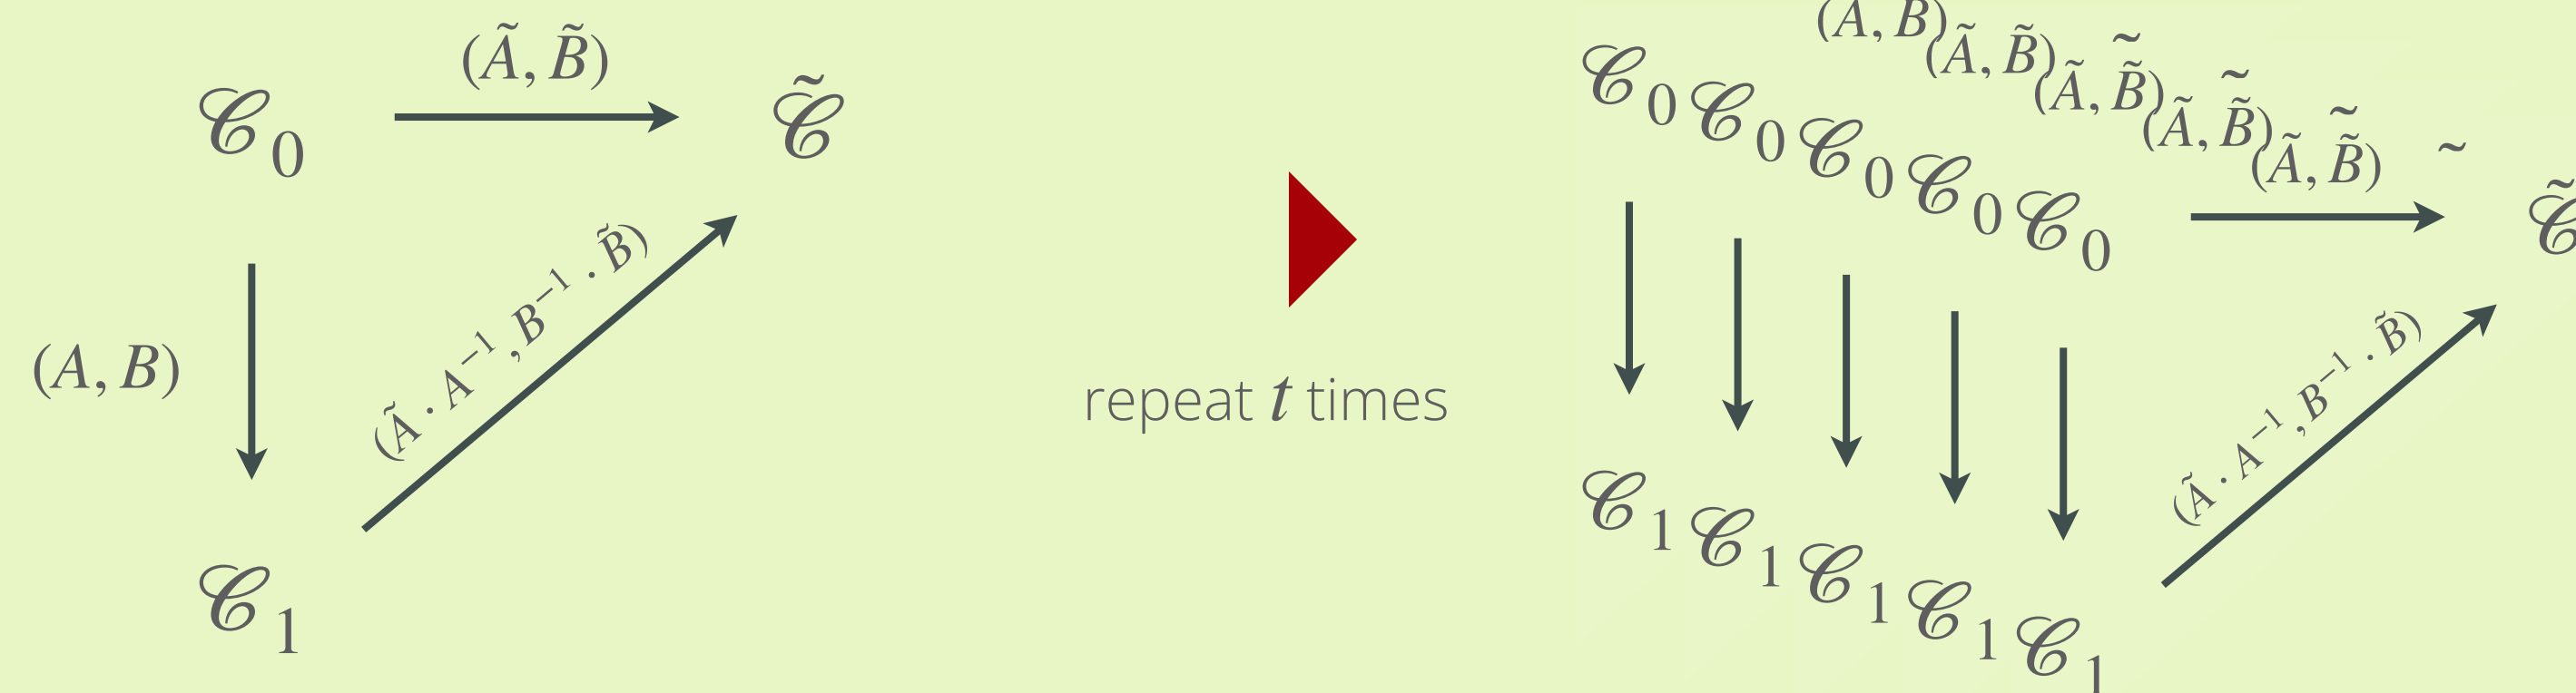 (Ã, B̃)
𝒞₀
𝒞̃
(A, B)
(Ã · A⁻¹, B⁻¹ · B̃)
𝒞₁
repeat t times
(A, B)
(Ã, B̃)
(Ã, B̃)
(Ã, B̃)
(Ã, B̃)
𝒞₀ 𝒞₀ 𝒞₀ 𝒞₀ 𝒞₀
𝒞̃
(Ã · A⁻¹, B⁻¹ · B̃)
𝒞₁ 𝒞₁ 𝒞₁ 𝒞₁ 𝒞₁